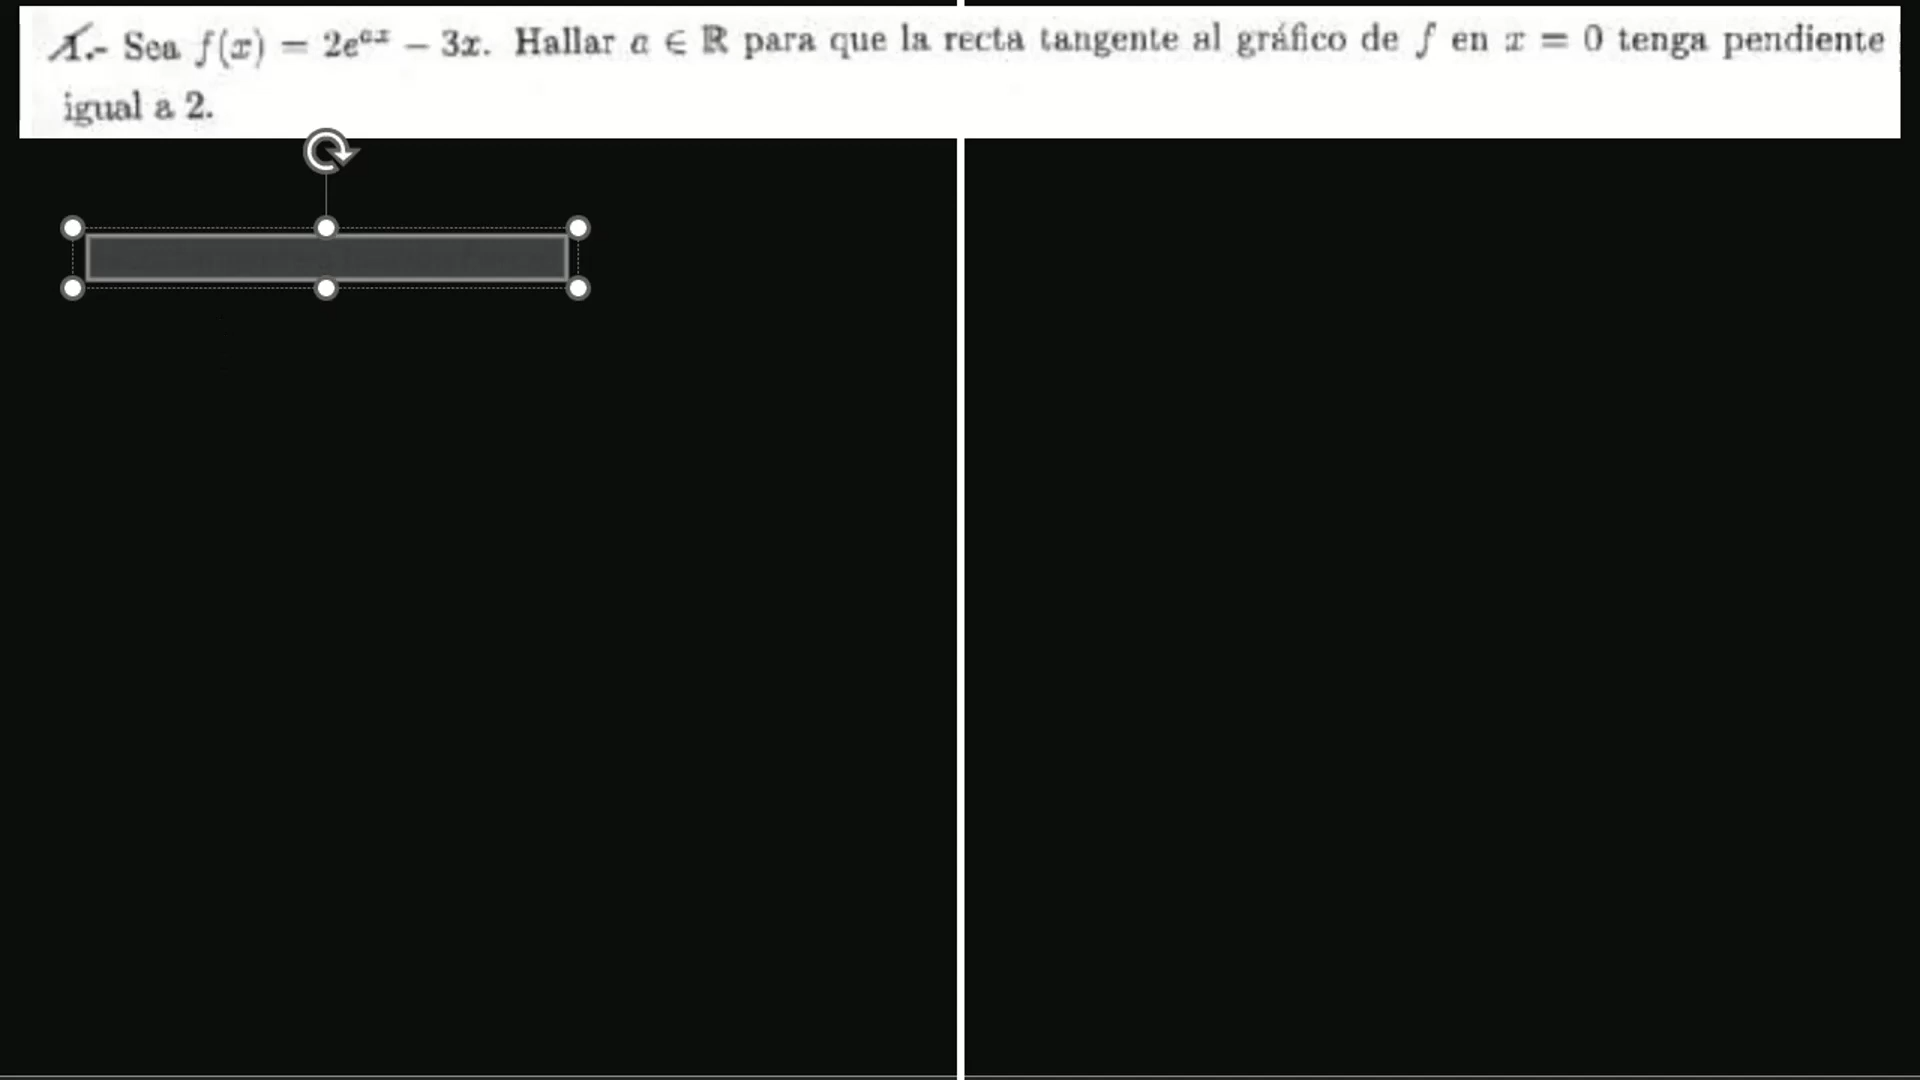 1.- Sea f(x) = 2e^{ax} − 3x. Hallar a ∈ ℝ para que la recta tangente al gráfico de f en x = 0 tenga pendiente
igual a 2.